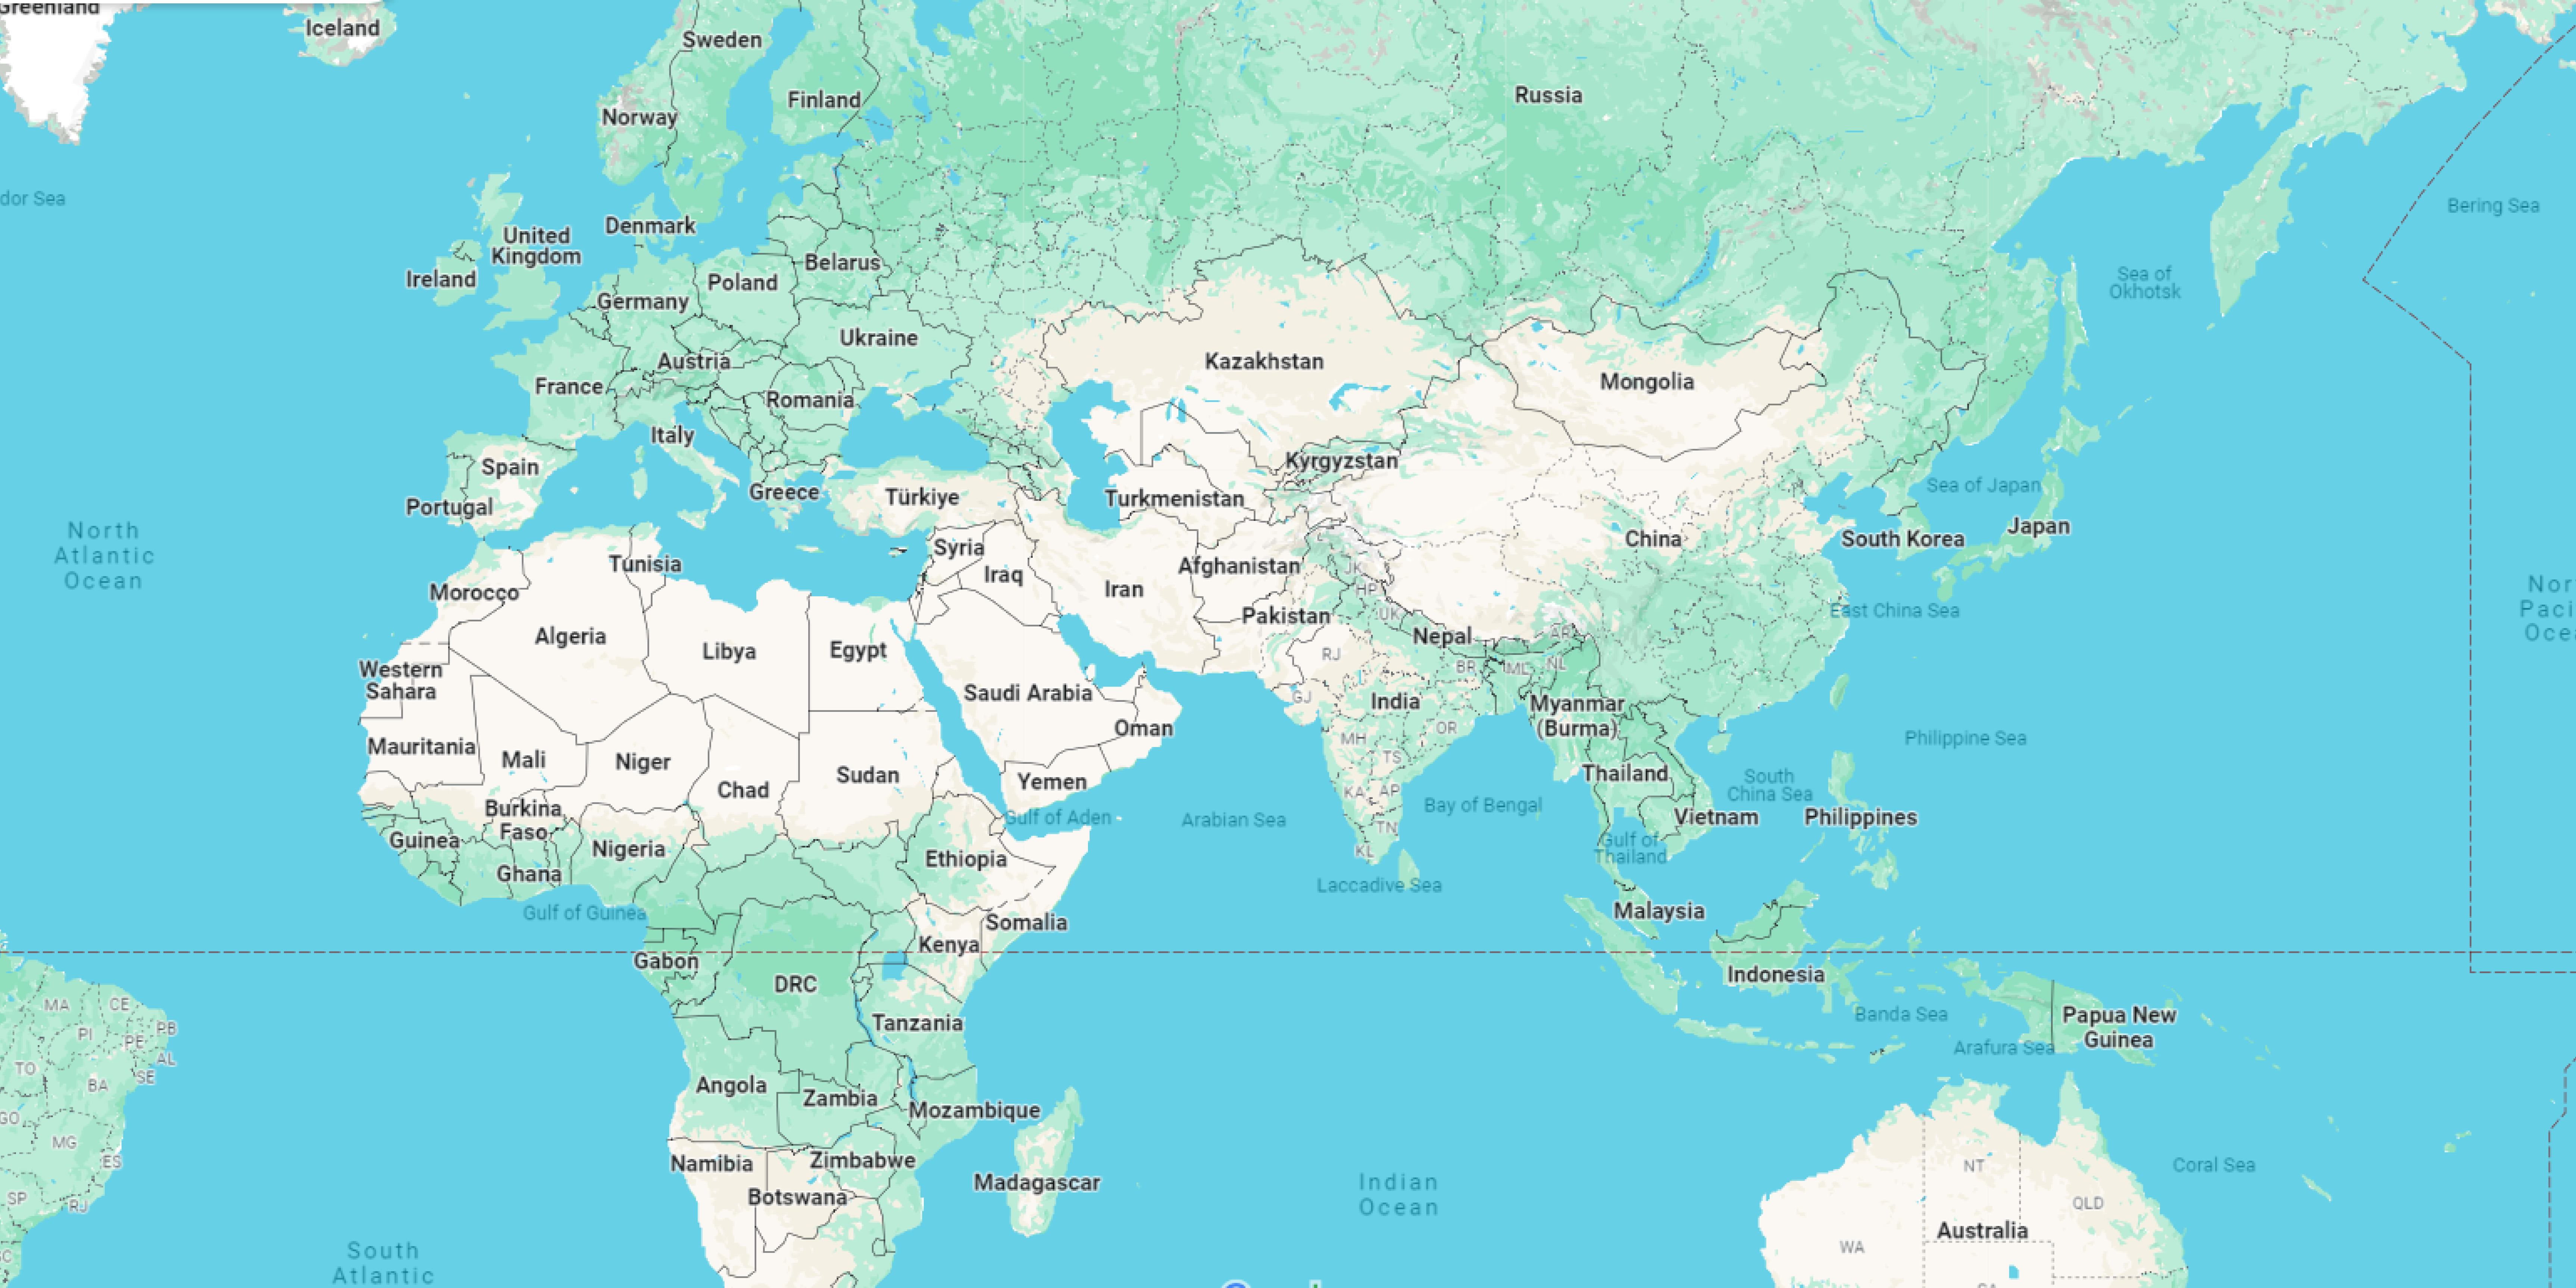 Greenland
Iceland
Sweden
Finland
Norway
Russia
dor Sea
Denmark
United
Kingdom
Ireland
Belarus
Poland
Germany
Bering Sea
Sea of
Okhotsk
Ukraine
Austria
France
Romania
Kazakhstan
Mongolia
Italy
Spain
Portugal
Greece
Türkiye
Kyrgyzstan
Turkmenistan
Sea of Japan
Japan
South Korea
China
North
Atlantic
Ocean
Tunisia
Syria
Iraq
Iran
Afghanistan
JK
HP
UK
Morocco
Pakistan
Nepal
AR
East China Sea
Nor
Paci
Oce
Algeria
Libya
Egypt
RJ
BR
ML
NL
Western
Sahara
Saudi Arabia
GJ
India
Myanmar
(Burma)
Oman
OR
MH
TS
Philippine Sea
Mauritania
Mali
Niger
Chad
Sudan
Yemen
Thailand
South
China Sea
KA
AP
Burkina
Faso
Gulf of Aden
Arabian Sea
Bay of Bengal
TN
Vietnam
Philippines
Guinea
Nigeria
Ghana
Ethiopia
KL
Gulf of
Thailand
Laccadive Sea
Gulf of Guinea
Somalia
Malaysia
Kenya
Gabon
DRC
Indonesia
MA
CE
PI
RB
PE
AL
TO
BA
SE
Tanzania
Banda Sea
Papua New
Guinea
Arafura Sea
Angola
Zambia
Mozambique
GO
MG
ES
Namibia
Zimbabwe
Botswana
Madagascar
Indian
Ocean
NT
Coral Sea
QLD
SP
RJ
SC
South
Atlantic
Australia
WA